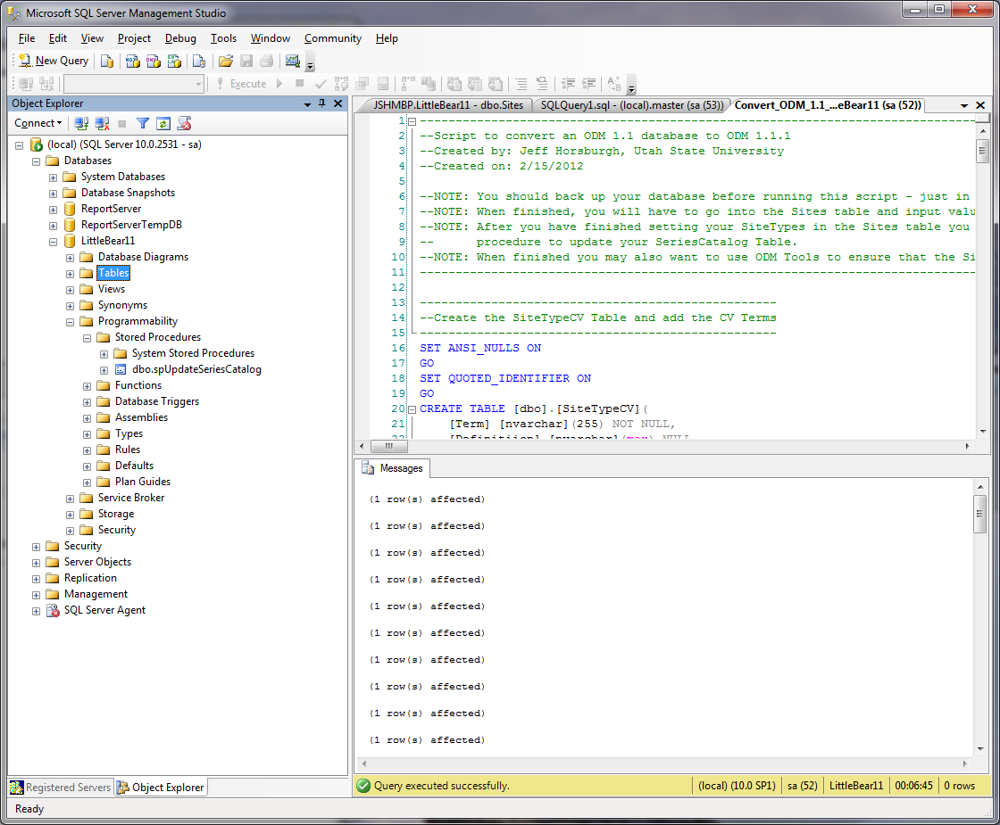 Microsoft SQL Server Management Studio
File Edit View Project Debug Tools Window Community Help
New Query
Execute
Object Explorer
Connect
(local) (SQL Server 10.0.2531 - sa)
Databases
System Databases
Database Snapshots
ReportServer
ReportServerTempDB
LittleBear11
Database Diagrams
Tables
Views
Synonyms
Programmability
Stored Procedures
System Stored Procedures
dbo.spUpdateSeriesCatalog
Functions
Database Triggers
Assemblies
Types
Rules
Defaults
Plan Guides
Service Broker
Storage
Security
Security
Server Objects
Replication
Management
SQL Server Agent
Registered Servers
Object Explorer
JSHMBP.LittleBear11 - dbo.Sites
SQLQuery1.sql - (local).master (sa (53))
Convert_ODM_1.1_...eBear11 (sa (52))
1 ----------------------------------------------------------------------------
2 --Script to convert an ODM 1.1 database to ODM 1.1.1
3 --Created by: Jeff Horsburgh, Utah State University
4 --Created on: 2/15/2012
5
6 --NOTE: You should back up your database before running this script - just in
7 --NOTE: When finished, you will have to go into the Sites table and input valu
8 --NOTE: After you have finished setting your SiteTypes in the Sites table you
9 -- procedure to update your SeriesCatalog Table.
10 --NOTE: When finished you may also want to use ODM Tools to ensure that the Si
11 ----------------------------------------------------------------------------
12
13 -------------------------------------------------
14 --Create the SiteTypeCV Table and add the CV Terms
15 -------------------------------------------------
16 SET ANSI_NULLS ON
17 GO
18 SET QUOTED_IDENTIFIER ON
19 GO
20 CREATE TABLE [dbo].[SiteTypeCV](
21 [Term] [nvarchar](255) NOT NULL,
22 [Definition] [nvarchar](max) NULL
Messages
(1 row(s) affected)
(1 row(s) affected)
(1 row(s) affected)
(1 row(s) affected)
(1 row(s) affected)
(1 row(s) affected)
(1 row(s) affected)
(1 row(s) affected)
(1 row(s) affected)
(1 row(s) affected)
Query executed successfully.
(local) (10.0 SP1)
sa (52)
LittleBear11
00:06:45
0 rows
Ready